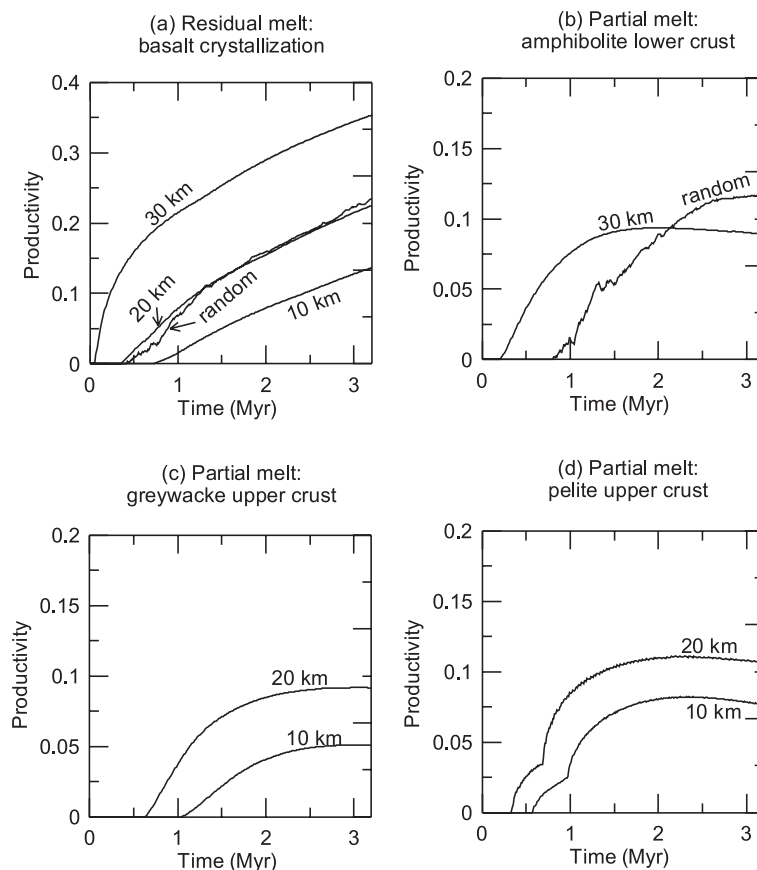 (a) Residual melt:
basalt crystallization
0.4
0.3
0.2
0.1
0
Productivity
30 km
20 km
random
10 km
0
1
2
3
Time (Myr)
(b) Partial melt:
amphibolite lower crust
0.2
0.15
0.1
0.05
0
Productivity
30 km
random
0
1
2
3
Time (Myr)
(c) Partial melt:
greywacke upper crust
0.2
0.15
0.1
0.05
0
Productivity
20 km
10 km
0
1
2
3
Time (Myr)
(d) Partial melt:
pelite upper crust
0.2
0.15
0.1
0.05
0
Productivity
20 km
10 km
0
1
2
3
Time (Myr)